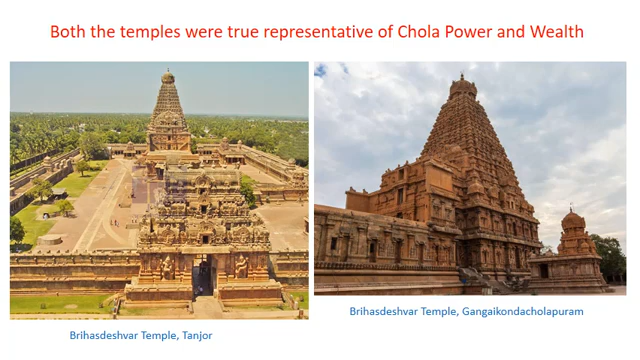 Both the temples were true representative of Chola Power and Wealth
Brihasdeshvar Temple, Gangaikondacholapuram
Brihasdeshvar Temple, Tanjor